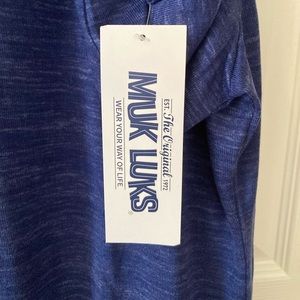 EST. The Original 1972
MUK LUKS®
WEAR YOUR WAY OF LIFE.